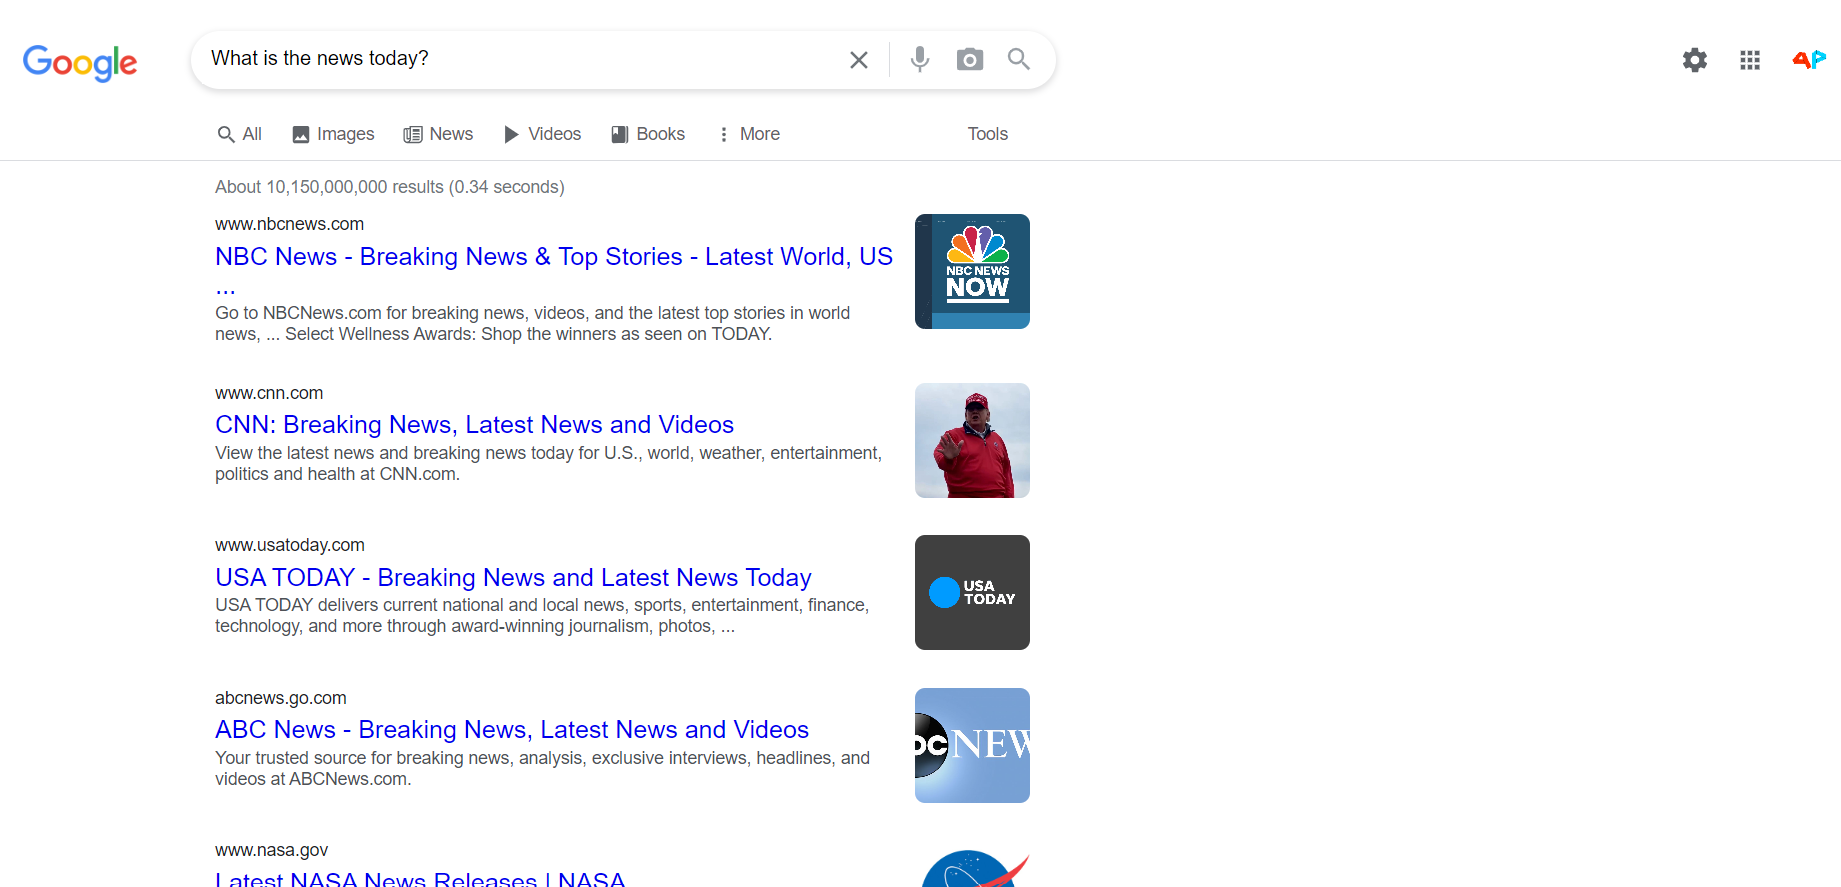 Google
What is the news today?
All Images News Videos Books More Tools
About 10,150,000,000 results (0.34 seconds)
www.nbcnews.com
NBC News - Breaking News & Top Stories - Latest World, US
...
Go to NBCNews.com for breaking news, videos, and the latest top stories in world
news, ... Select Wellness Awards: Shop the winners as seen on TODAY.
NBC NEWS
NOW
www.cnn.com
CNN: Breaking News, Latest News and Videos
View the latest news and breaking news today for U.S., world, weather, entertainment,
politics and health at CNN.com.
www.usatoday.com
USA TODAY - Breaking News and Latest News Today
USA TODAY delivers current national and local news, sports, entertainment, finance,
technology, and more through award-winning journalism, photos, ...
USA
TODAY
abcnews.go.com
ABC News - Breaking News, Latest News and Videos
Your trusted source for breaking news, analysis, exclusive interviews, headlines, and
videos at ABCNews.com.
www.nasa.gov
Latest NASA News Releases | NASA